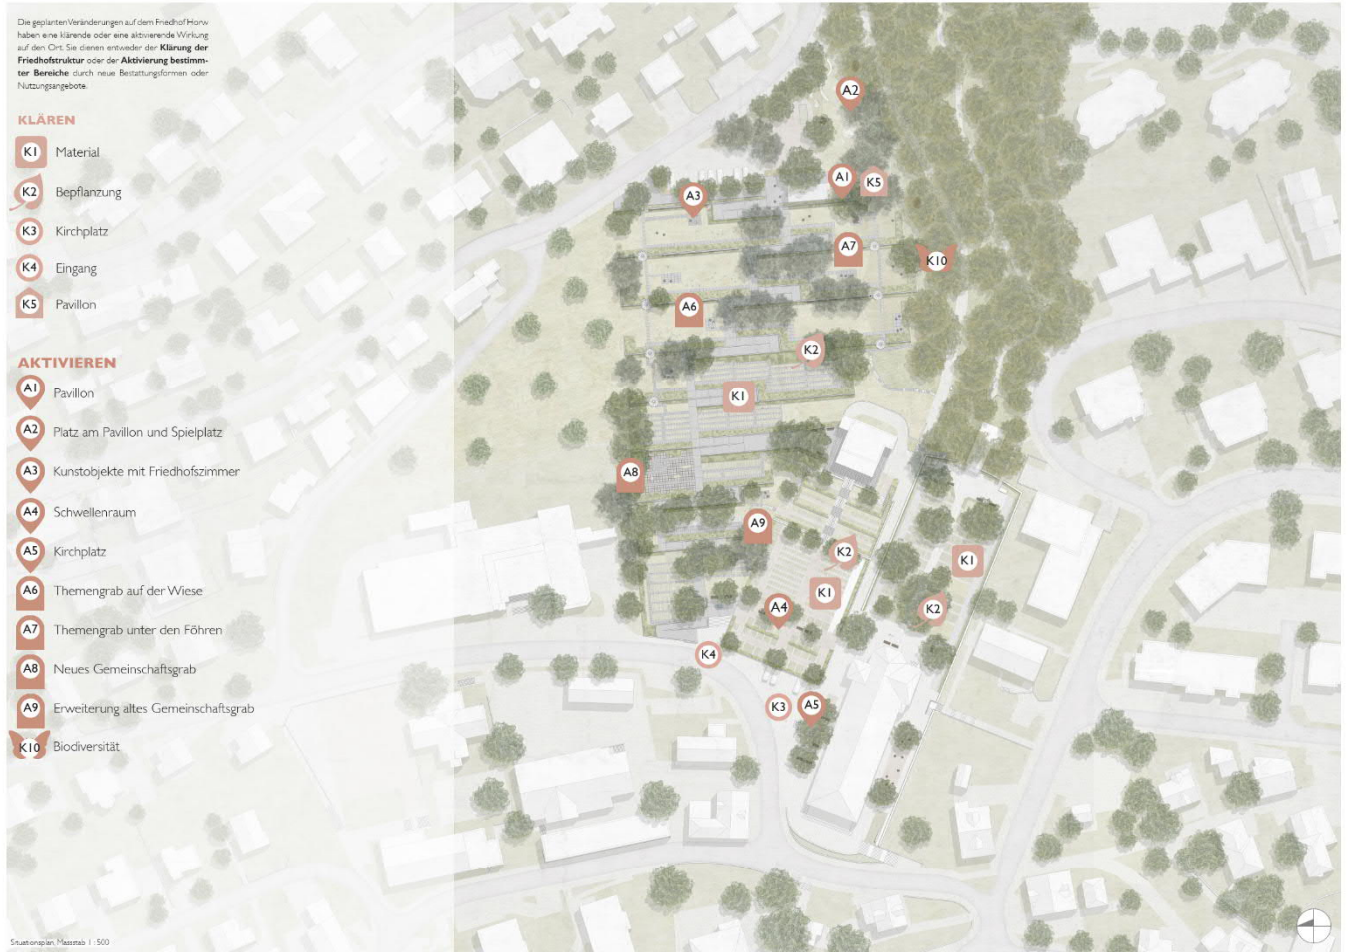 Die geplanten Veränderungen auf dem Friedhof Horw
haben eine klärende oder eine aktivierende Wirkung
auf den Ort. Sie dienen entweder der Klärung der
Friedhofstruktur oder der Aktivierung bestimm-
ter Bereiche durch neue Bestattungsformen oder
Nutzungsangebote.
KLÄREN
K1 Material
K2 Bepflanzung
K3 Kirchplatz
K4 Eingang
K5 Pavillon
AKTIVIEREN
A1 Pavillon
A2 Platz am Pavillon und Spielplatz
A3 Kunstobjekte mit Friedhofszimmer
A4 Schwellenraum
A5 Kirchplatz
A6 Themengrab auf der Wiese
A7 Themengrab unter den Föhren
A8 Neues Gemeinschaftsgrab
A9 Erweiterung altes Gemeinschaftsgrab
K10 Biodiversität
A2
A1
K5
A3
A7
K10
A6
K2
K1
A8
A9
K2
K1
K1
K2
A4
K4
K3
A5
Situationsplan, Massstab 1 : 500